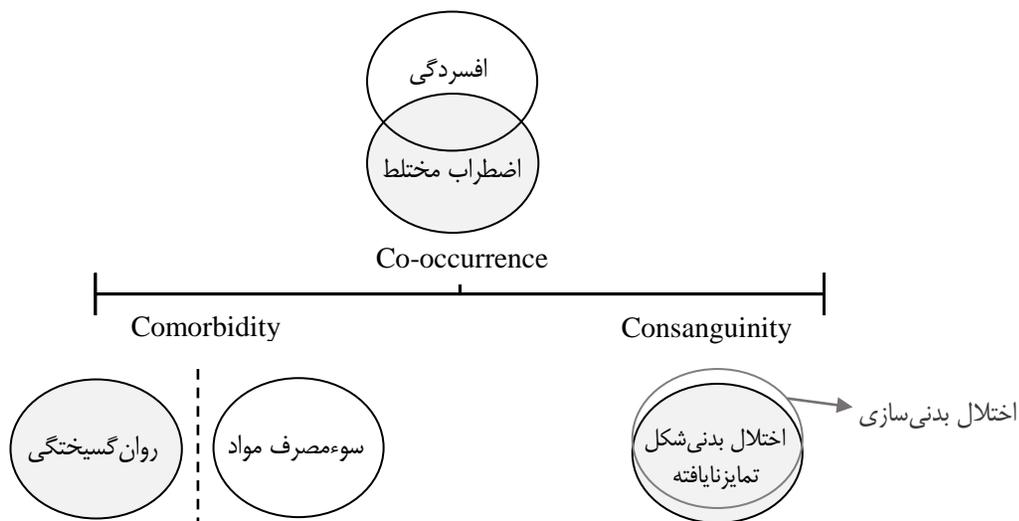 افسردگی
اضطراب مختلط
Co-occurrence
Comorbidity
Consanguinity
روان‌گسیختگی
سوءمصرف مواد
اختلال بدنی‌شکل
تمایزنایافته
اختلال بدنی‌سازی